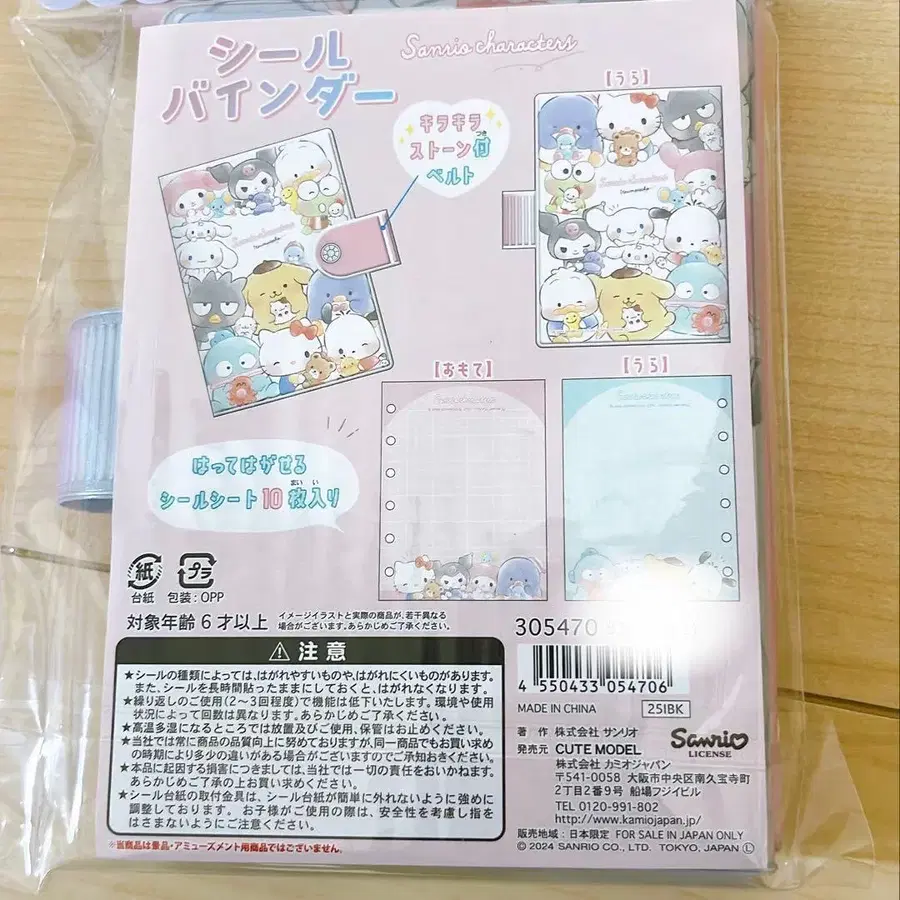 シール
バインダー
Sanrio characters
キラキラ
ストーン付
つき
ベルト
【うら】
Sanrio characters
Sanrio characters
【おもて】
【うら】
はってはがせる
シールシート10枚入り
まい い
紙
台紙
プラ
包装:OPP
対象年齢6才以上
イメージイラストと実際の商品が、若干異なる
場合がございます。あらかじめご了承ください。
⚠ 注意
★シールの種類によっては、はがれやすいものや、はがれにくいものがあります。
また、シールを長時間貼ったままにしておくと、はがれなくなります。
★繰り返しのご使用(2〜3回程度)で機能は低下いたします。環境や使用
状況によって回数は異なります。あらかじめご了承ください。
★高温多湿になるところでは放置及びご使用、保管はお止めください。
★当社では常に商品の品質向上に努めておりますが、同一商品でもお買い求め
の時期により多少の違いがある場合がございますのでご承知おきください。
★本品に起因する損害につきましては、当社では一切の責任をおいかねます。
あらかじめご了承の上お買い求めください。
★シール台紙の取付金具は、シール台紙が簡単に外れないように強めに
調整しております。 お子様がご使用の際は、安全性を考慮し指を
はさまないようにご注意ください。
※当商品は景品・アミューズメント用商品ではございません。
305470
4 550433 054706
MADE IN CHINA
25IBK
著 作 株式会社 サンリオ
発売元 CUTE MODEL
Sanrio
LICENSE
株式会社 カミオジャパン
〒541-0058 大阪市中央区南久宝寺町
2丁目2番9号 船場フジイビル
TEL 0120-991-802
http://www.kamiojapan.jp/
販売地域:日本限定 FOR SALE IN JAPAN ONLY
© 2024 SANRIO CO., LTD. TOKYO, JAPAN Ⓛ